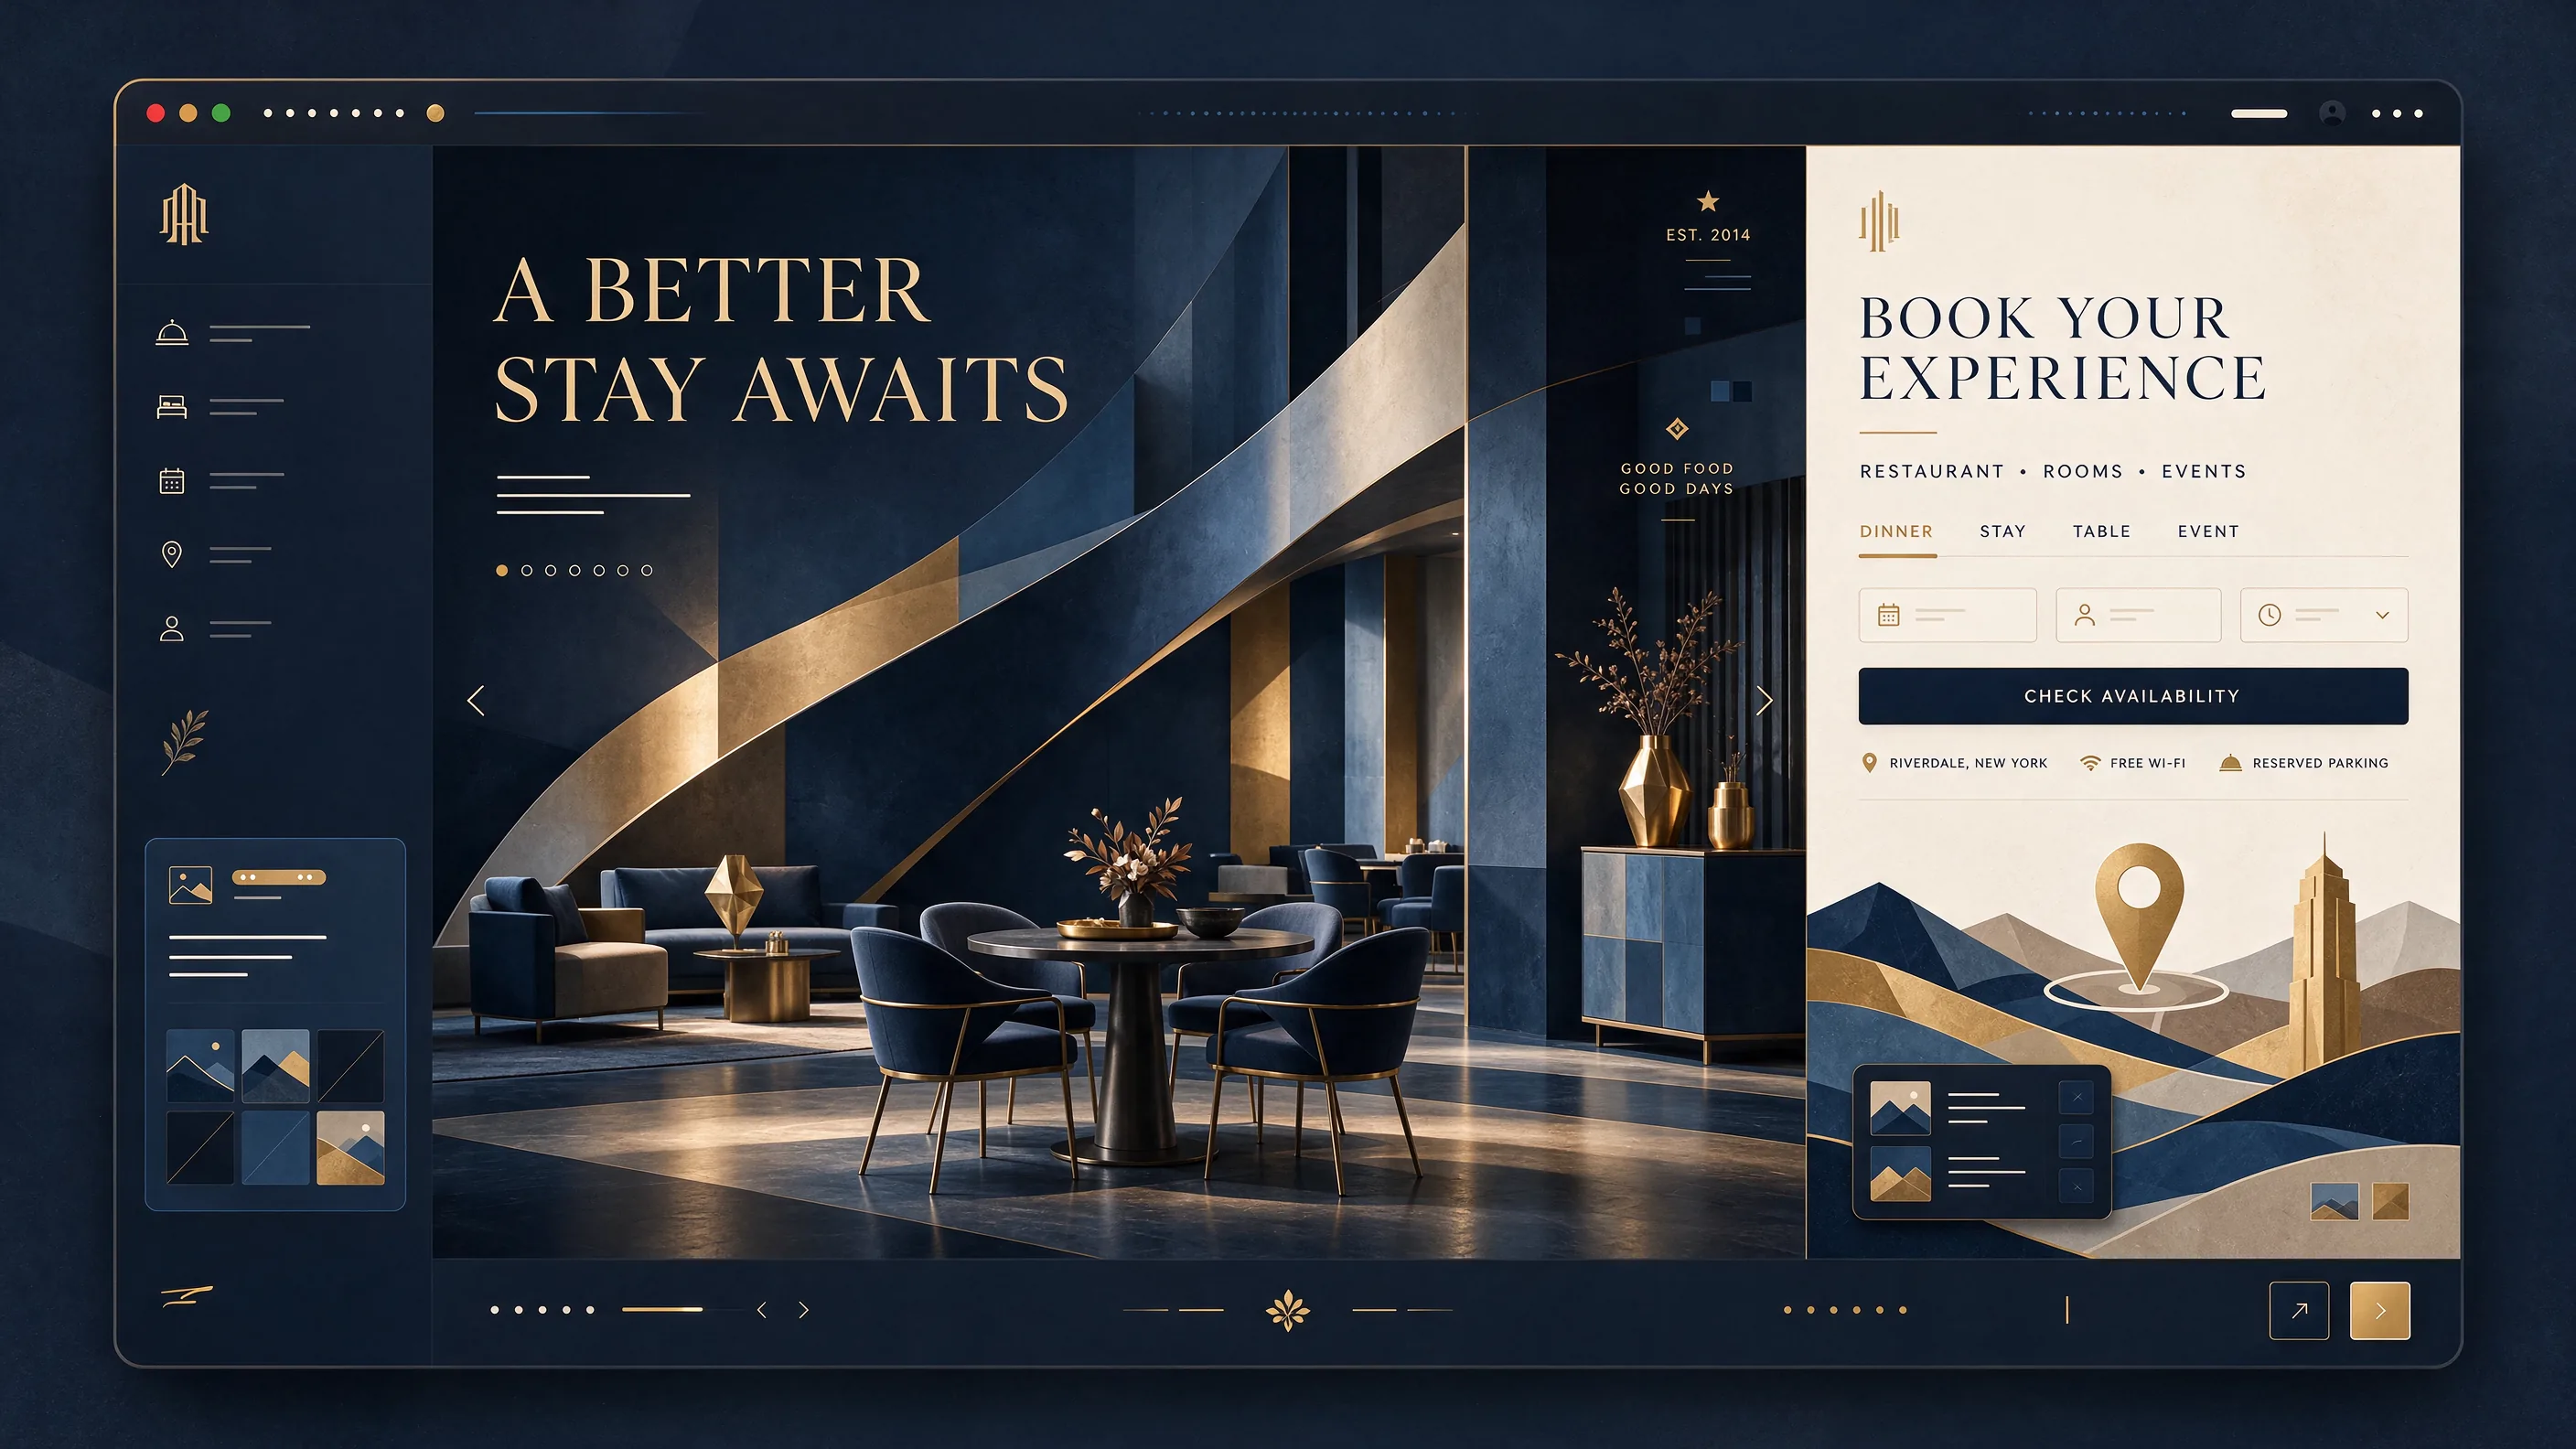 A BETTER
STAY AWAITS
EST. 2014
GOOD FOOD
GOOD DAYS
BOOK YOUR
EXPERIENCE
RESTAURANT • ROOMS • EVENTS
DINNER STAY TABLE EVENT
CHECK AVAILABILITY
RIVERDALE, NEW YORK FREE WI-FI RESERVED PARKING